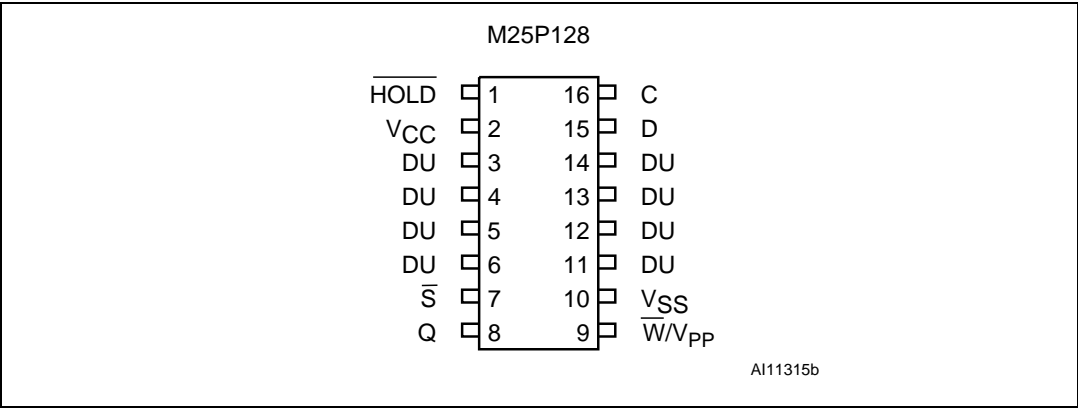 M25P128
H̅O̅L̅D̅ 1 16 C
VCC 2 15 D
DU 3 14 DU
DU 4 13 DU
DU 5 12 DU
DU 6 11 DU
S̅ 7 10 VSS
Q 8 9 W̅/VPP
AI11315b